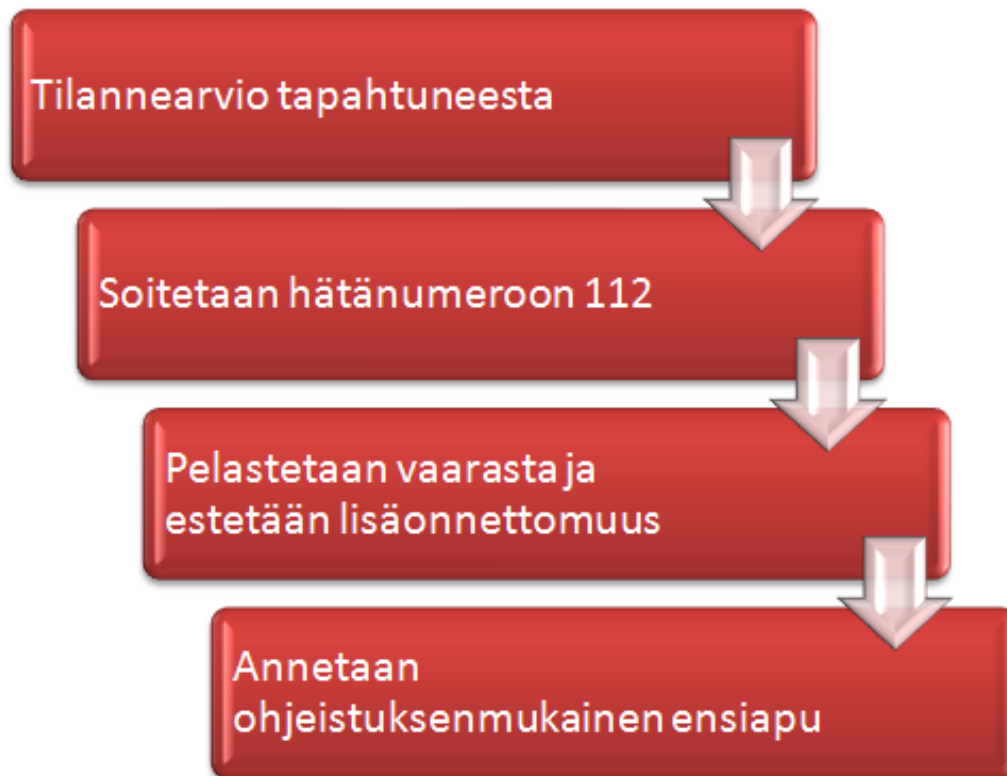 Tilannearvio tapahtuneesta
Soitetaan hätänumeroon 112
Pelastetaan vaarasta ja
estetään lisäonnettomuus
Annetaan
ohjeistuksenmukainen ensiapu